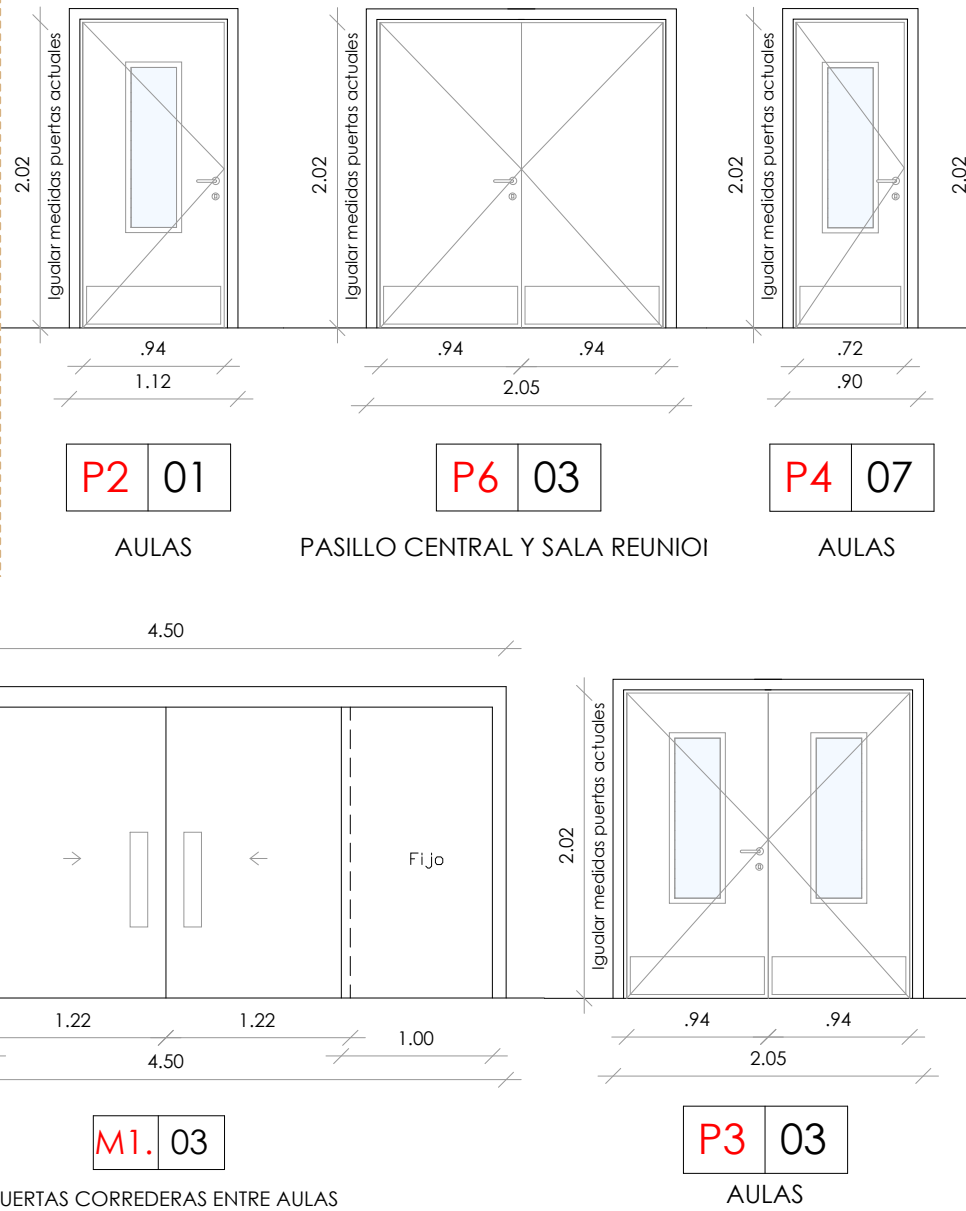 2.02
Igualar medidas puertas actuales
.94
1.12
P2 01
AULAS
2.02
Igualar medidas puertas actuales
.94 .94
2.05
P6 03
PASILLO CENTRAL Y SALA
2.02
Igualar medidas puertas actuales
.72
.90
P4 07
AULAS
2.02
4.50
Fijo
1.22 1.22
1.00
4.50
M1. 03
CORREDERAS ENTRE AULAS
2.02
Igualar medidas puertas actuales
.94 .94
2.05
P3 03
AULAS